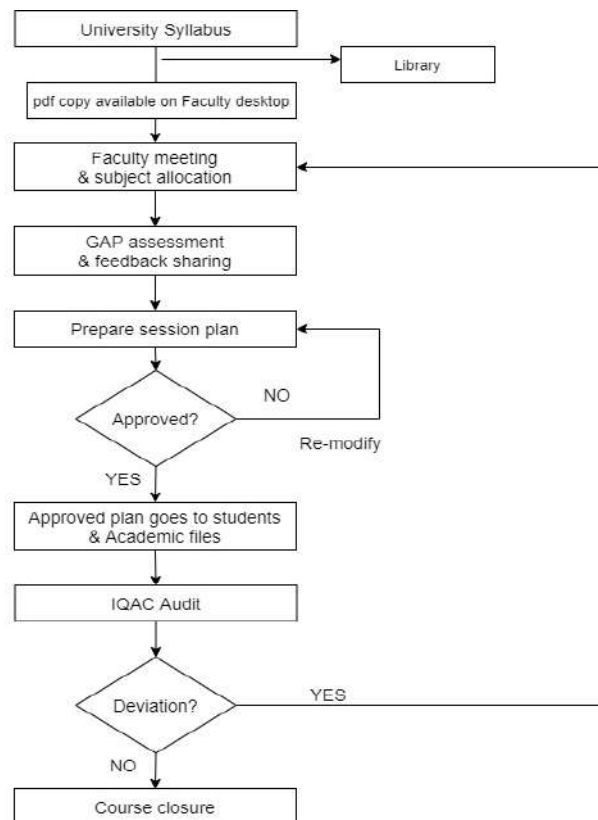 University Syllabus
Library
pdf copy available on Faculty desktop
Faculty meeting
& subject allocation
GAP assessment
& feedback sharing
Prepare session plan
Approved?
NO
Re-modify
YES
Approved plan goes to students
& Academic files
IQAC Audit
Deviation?
YES
NO
Course closure